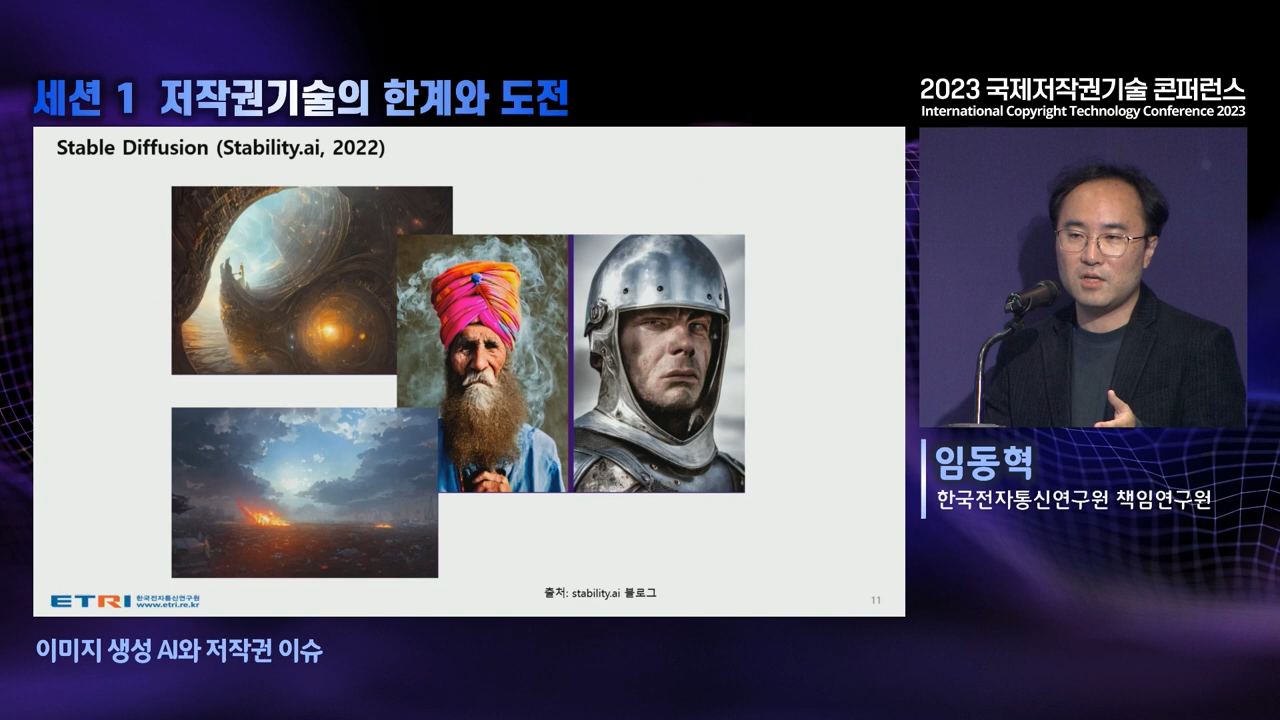 세션 1 저작권기술의 한계와 도전
2023 국제저작권기술 콘퍼런스
International Copyright Technology Conference 2023
Stable Diffusion (Stability.ai, 2022)
출처: stability.ai 블로그
ETRI 한국전자통신연구원
www.etri.re.kr
11
임동혁
한국전자통신연구원 책임연구원
이미지 생성 AI와 저작권 이슈